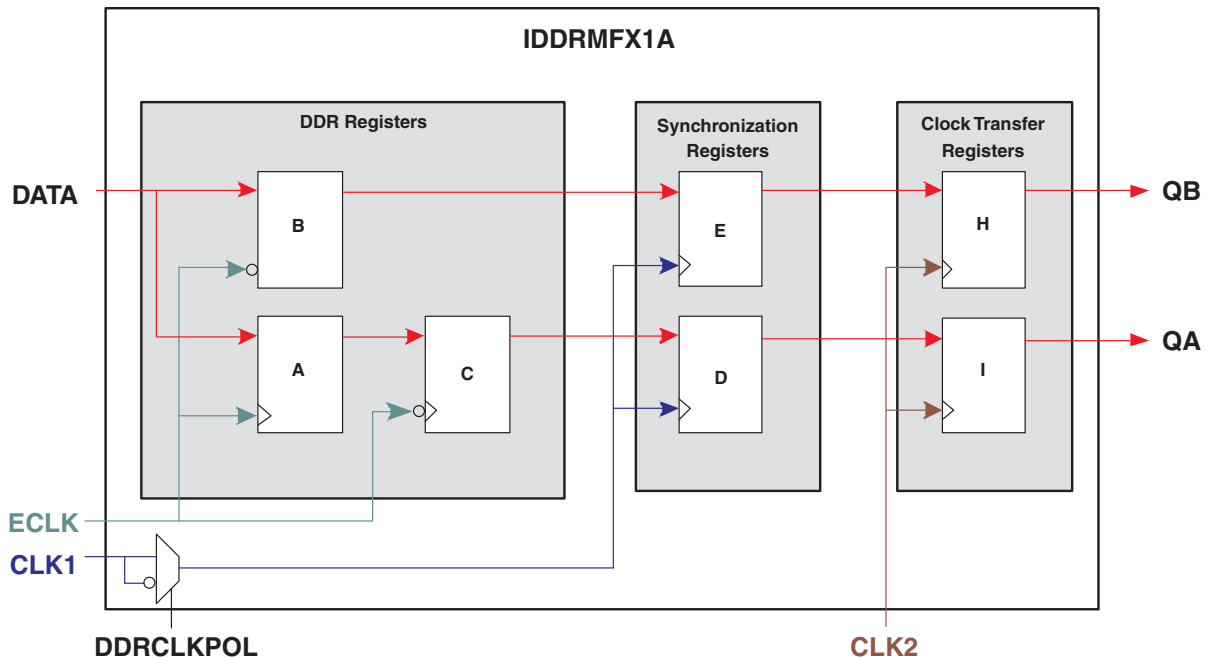 IDDRMFX1A
DDR Registers
Synchronization
Registers
Clock Transfer
Registers
DATA
B
E
H
QB
A
C
D
I
QA
ECLK
CLK1
DDRCLKPOL
CLK2